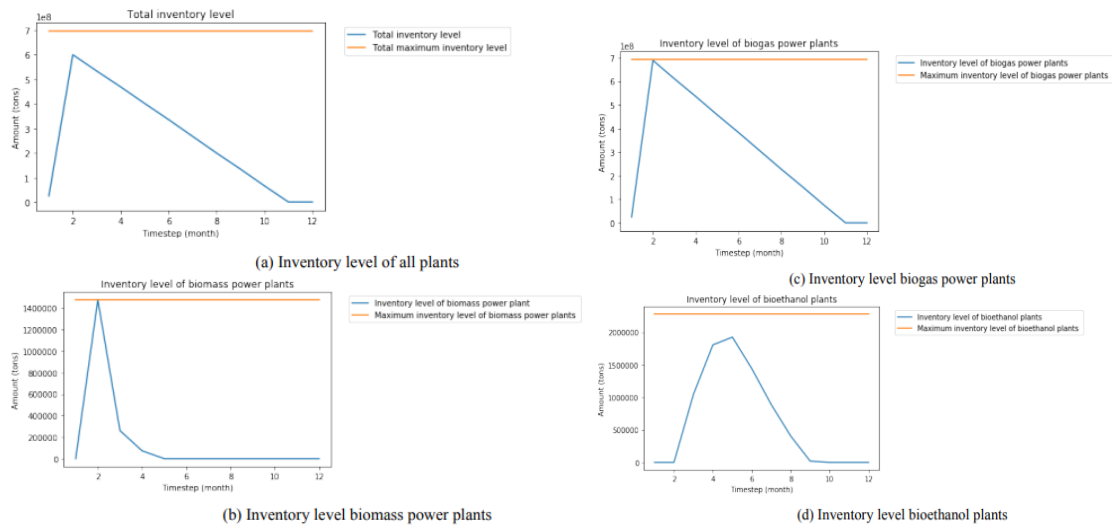 Total inventory level
1e8
7
6
5
4
3
2
1
0
Amount (tons)
2 4 6 8 10 12
Timestep (month)
Total inventory level
Total maximum inventory level
(a) Inventory level of all plants
Inventory level of biomass power plants
1400000
1200000
1000000
800000
600000
400000
200000
0
Amount (tons)
2 4 6 8 10 12
Timestep (month)
Inventory level of biomass power plant
Maximum inventory level of biomass power plants
(b) Inventory level biomass power plants
Inventory level of biogas power plants
1e8
7
6
5
4
3
2
1
0
Amount (tons)
2 4 6 8 10 12
Timestep (month)
Inventory level of biogas power plants
Maximum inventory level of biogas power plants
(c) Inventory level biogas power plants
Inventory level of bioethanol plants
2000000
1500000
1000000
500000
0
Amount (tons)
2 4 6 8 10 12
Timestep (month)
Inventory level of bioethanol plants
Maximum inventory level of bioethanol plants
(d) Inventory level bioethanol plants